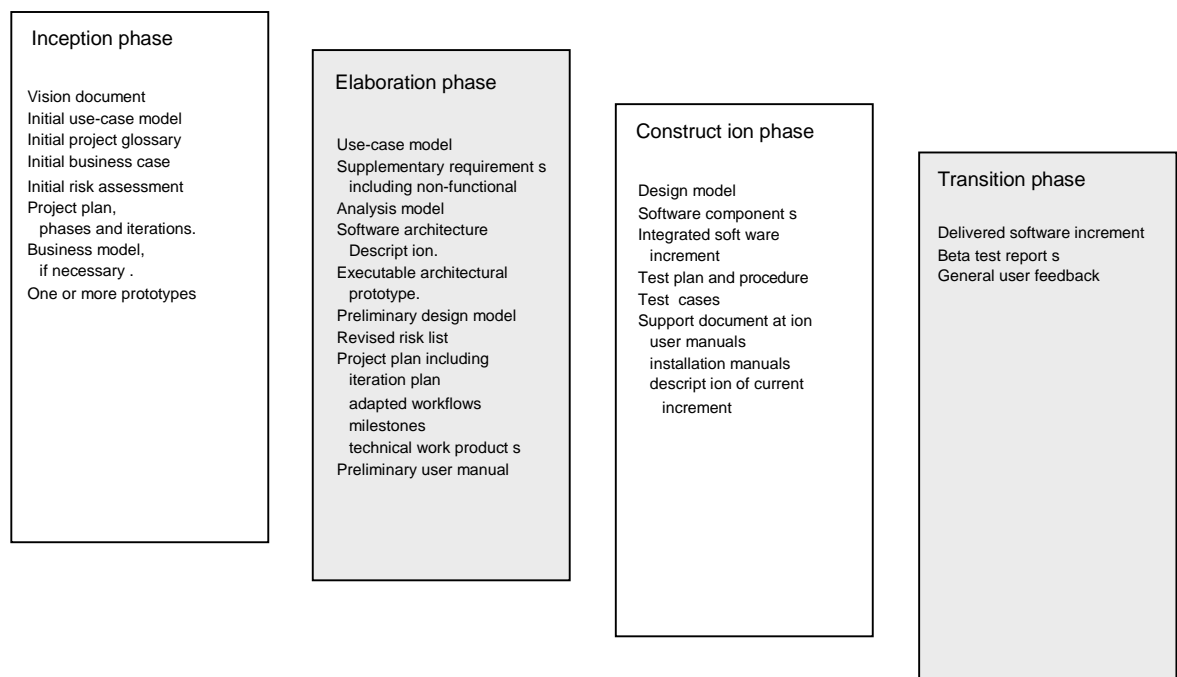 Inception phase
Vision document
Initial use-case model
Initial project glossary
Initial business case
Initial risk assessment
Project plan,
phases and iterations.
Business model,
if necessary .
One or more prototypes
Elaboration phase
Use-case model
Supplementary requirement s
including non-functional
Analysis model
Software architecture
Descript ion.
Executable architectural
prototype.
Preliminary design model
Revised risk list
Project plan including
iteration plan
adapted workflows
milestones
technical work product s
Preliminary user manual
Construct ion phase
Design model
Software component s
Integrated soft ware
increment
Test plan and procedure
Test cases
Support document at ion
user manuals
installation manuals
descript ion of current
increment
Transition phase
Delivered software increment
Beta test report s
General user feedback